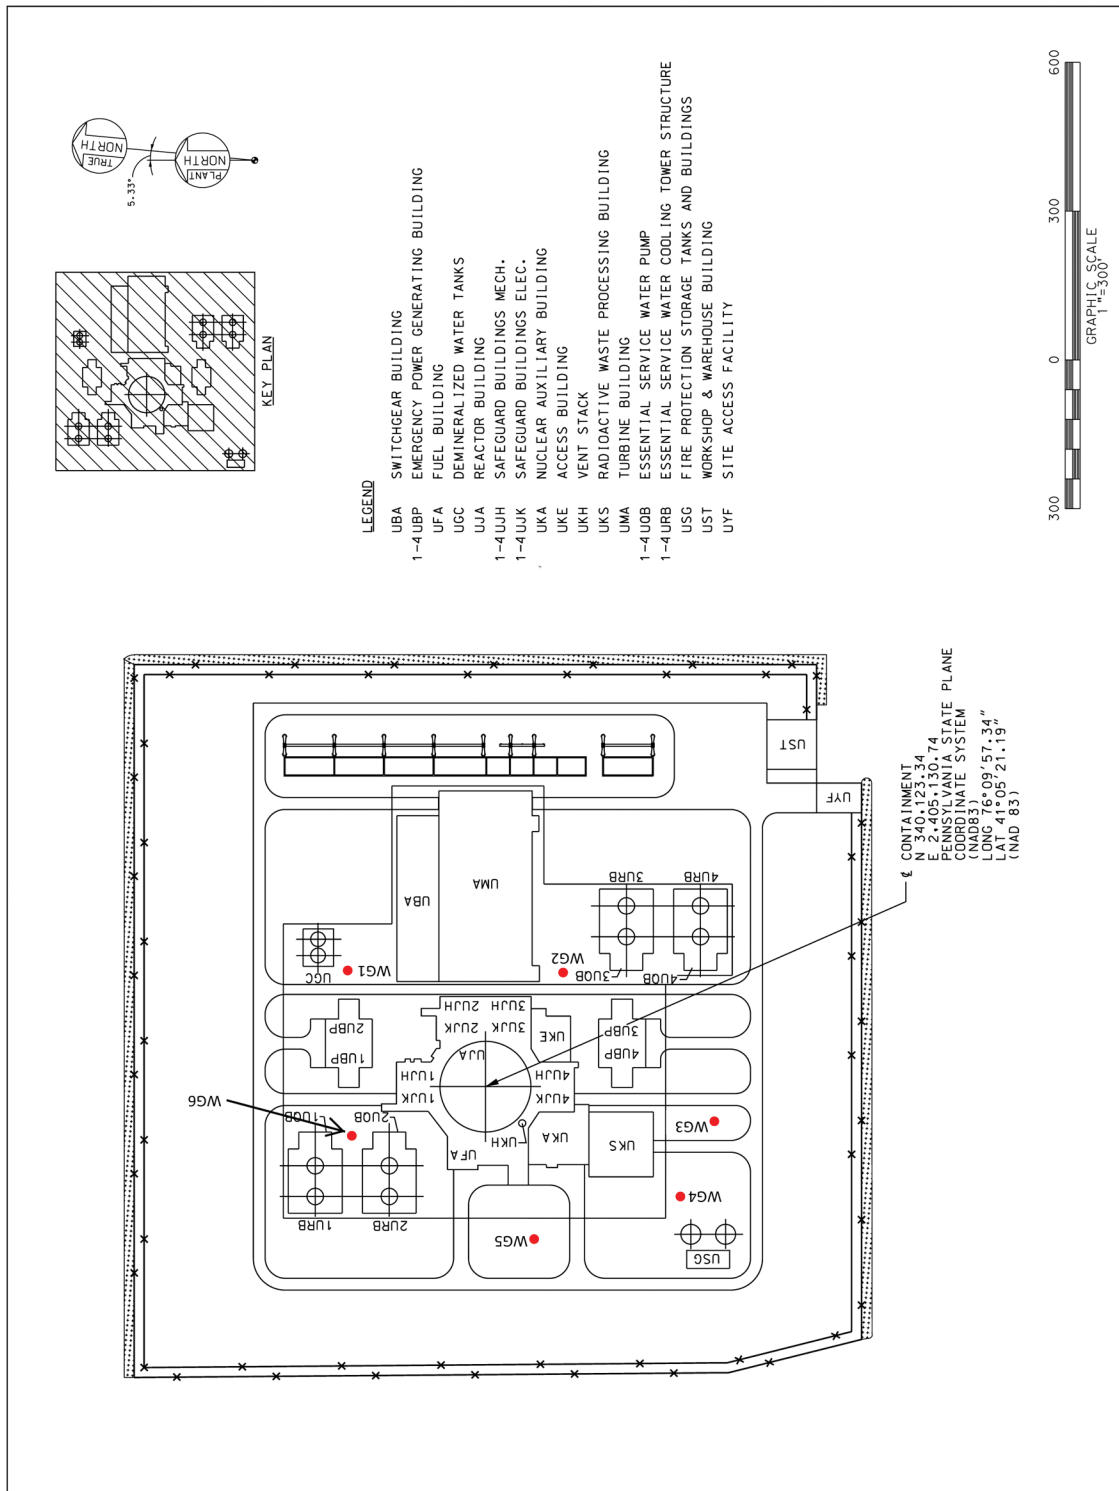 TRUE
NORTH
PLANT
NORTH
5.33°
KEY PLAN
LEGEND
UBA SWITCHGEAR BUILDING
1-4UBP EMERGENCY POWER GENERATING BUILDING
UFA FUEL BUILDING
UGC DEMINERALIZED WATER TANKS
UJA REACTOR BUILDING
1-4UJH SAFEGUARD BUILDINGS MECH.
1-4UJK SAFEGUARD BUILDINGS ELEC.
UKA NUCLEAR AUXILIARY BUILDING
UKE ACCESS BUILDING
UKH VENT STACK
UKS RADIOACTIVE WASTE PROCESSING BUILDING
UMA TURBINE BUILDING
1-4UQB ESSENTIAL SERVICE WATER PUMP
1-4URB ESSENTIAL SERVICE WATER COOLING TOWER STRUCTURE
USG FIRE PROTECTION STORAGE TANKS AND BUILDINGS
UST WORKSHOP & WAREHOUSE BUILDING
UYF SITE ACCESS FACILITY
300 0 300 600
GRAPHIC SCALE
1"=300'
UST
UYF
UBA
UMA
UGC
WG1
WG2
3URB
4URB
3UQB
4UQB
2UBP
1UBP
2UJH
3UJH
2UJK
3UJK
UJA
UKE
3UBP
4UBP
1UJH
1UJK
4UJH
4UJK
WG6
1UQB
2UQB
UFA
UKH
UKA
UKS
WG3
1URB
2URB
WG5
WG4
USG
℄ CONTAINMENT
N 340,123.34
E 2,405,130.74
PENNSYLVANIA STATE PLANE
COORDINATE SYSTEM
(NAD83)
LONG 76°09'57.34"
LAT 41°05'21.19"
(NAD 83)